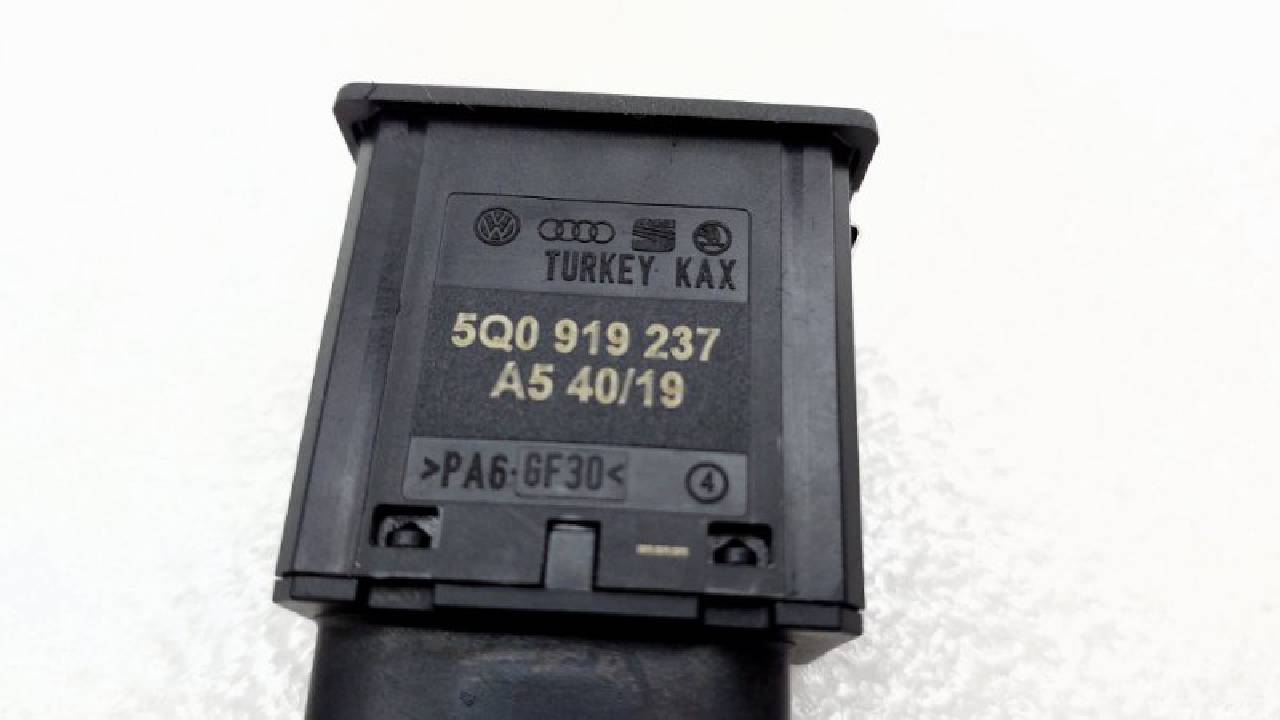 TURKEY KAX
5Q0 919 237
A5 40/19
>PA6-GF30<
4